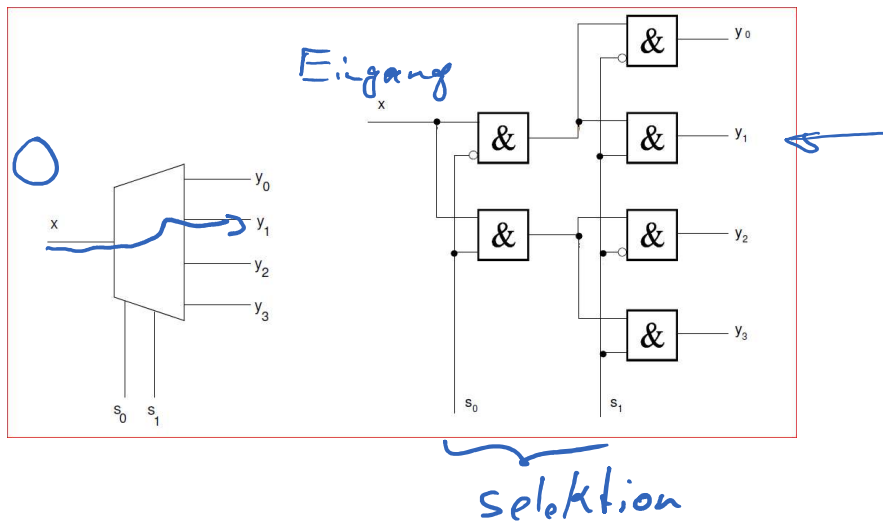 Eingang
x
&
&
&
&
&
&
y0
y1
y2
y3
s0
s1
x
y0
y1
y2
y3
s0
s1
selektion